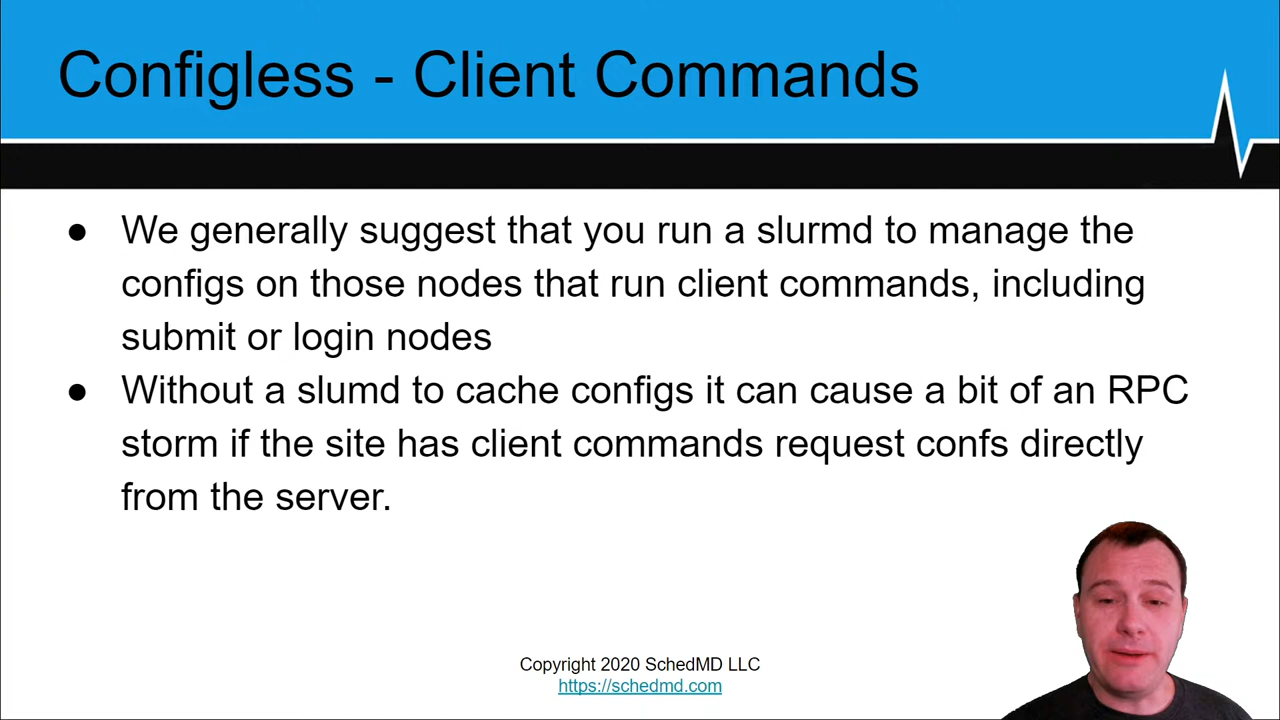 Configless - Client Commands
● We generally suggest that you run a slurmd to manage the
configs on those nodes that run client commands, including
submit or login nodes
● Without a slumd to cache configs it can cause a bit of an RPC
storm if the site has client commands request confs directly
from the server.
Copyright 2020 SchedMD LLC
https://schedmd.com